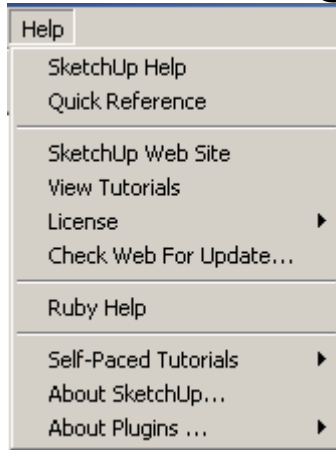 Help
SketchUp Help
Quick Reference
SketchUp Web Site
View Tutorials
License
Check Web For Update...
Ruby Help
Self-Paced Tutorials
About SketchUp...
About Plugins ...